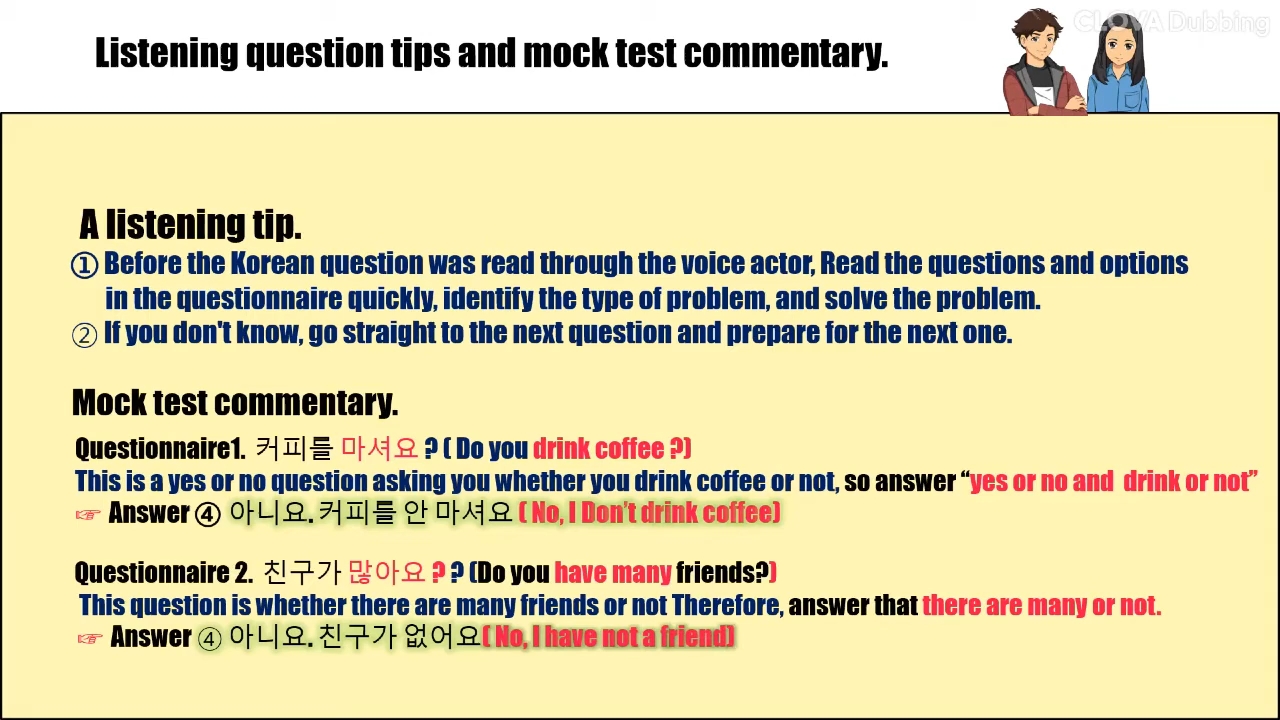 CLOVA Dubbing
Listening question tips and mock test commentary.
A listening tip.
① Before the Korean question was read through the voice actor, Read the questions and options
in the questionnaire quickly, identify the type of problem, and solve the problem.
② If you don't know, go straight to the next question and prepare for the next one.
Mock test commentary.
Questionnaire1. 커피를 마셔요 ? ( Do you drink coffee ?)
This is a yes or no question asking you whether you drink coffee or not, so answer “yes or no and drink or not”
☞ Answer ④ 아니요. 커피를 안 마셔요 ( No, I Don’t drink coffee)
Questionnaire 2. 친구가 많아요 ? ? (Do you have many friends?)
This question is whether there are many friends or not Therefore, answer that there are many or not.
☞ Answer ④ 아니요. 친구가 없어요( No, I have not a friend)